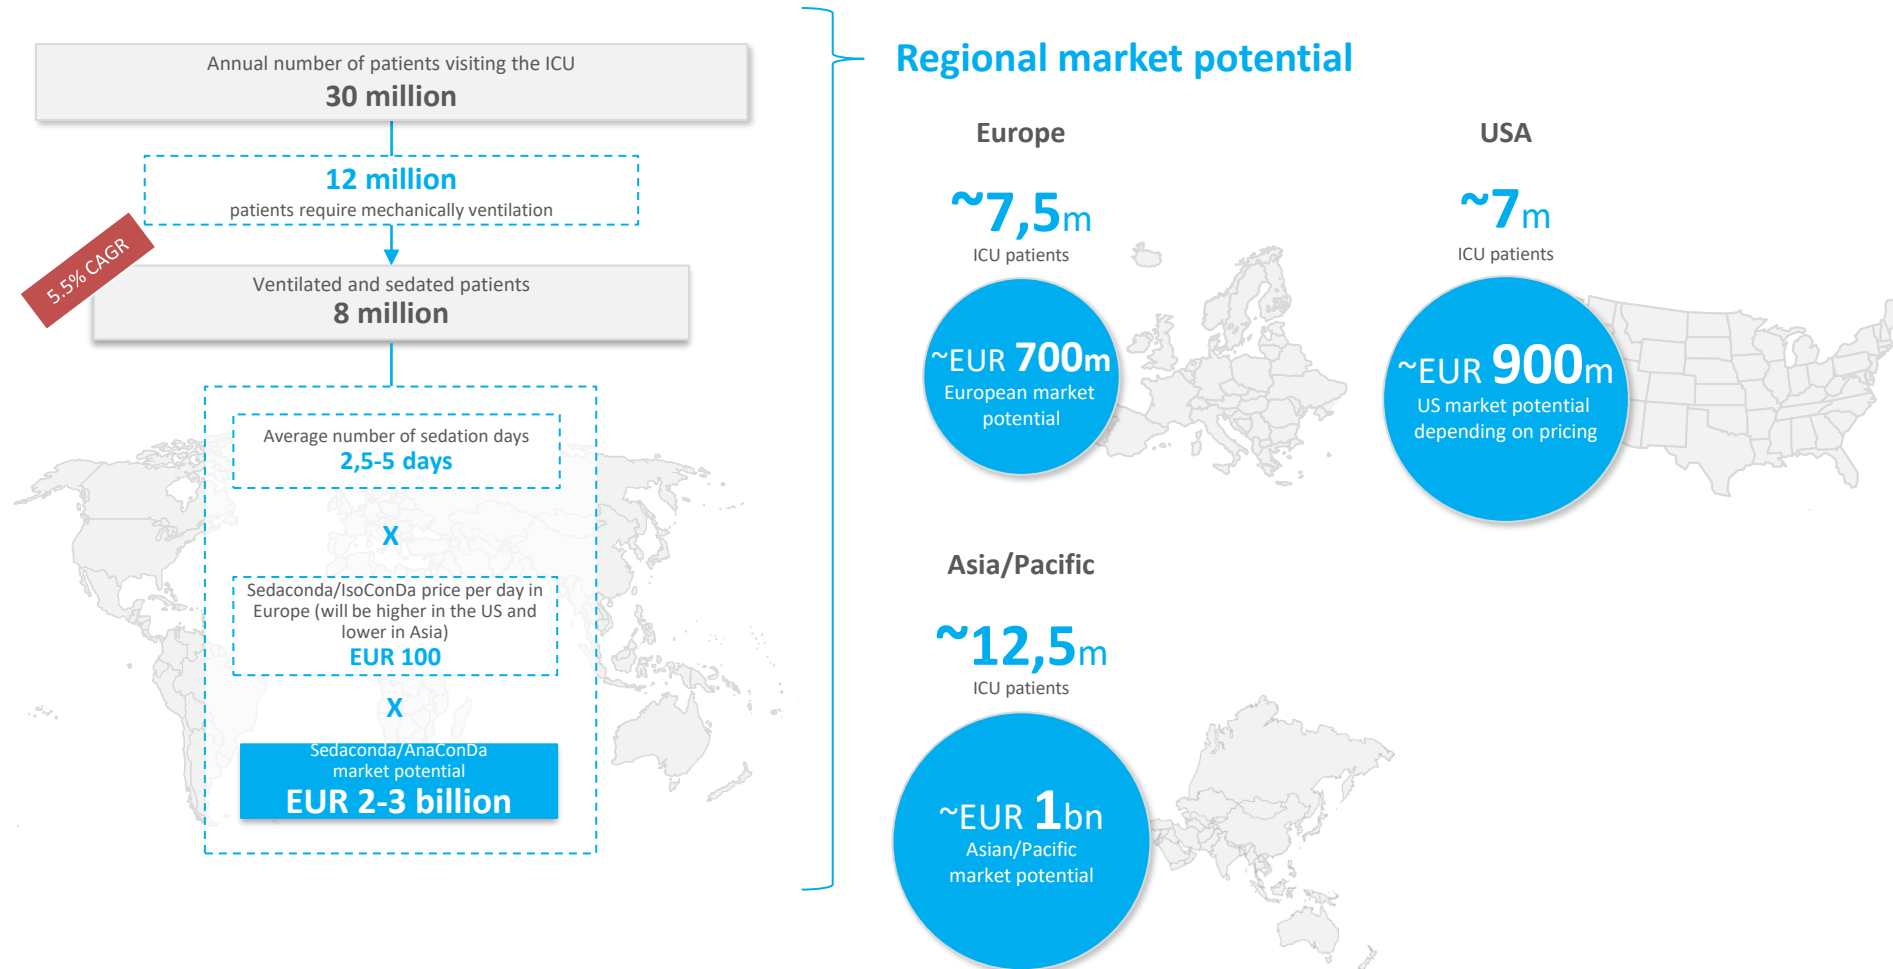 Annual number of patients visiting the ICU
30 million
12 million
patients require mechanically ventilation
5.5% CAGR
Ventilated and sedated patients
8 million
Average number of sedation days
2,5-5 days
X
Sedaconda/IsoConDa price per day in
Europe (will be higher in the US and
lower in Asia)
EUR 100
X
Sedaconda/AnaConDa
market potential
EUR 2-3 billion
Regional market potential
Europe
~7,5m
ICU patients
~EUR 700m
European market
potential
USA
~7m
ICU patients
~EUR 900m
US market potential
depending on pricing
Asia/Pacific
~12,5m
ICU patients
~EUR 1bn
Asian/Pacific
market potential